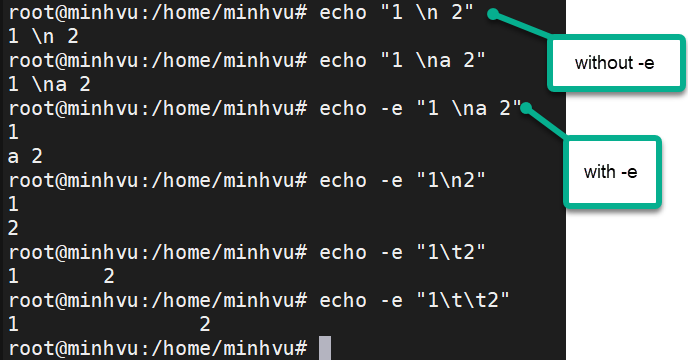 root@minhvu:/home/minhvu# echo "1 \n 2"
1 \n 2
without -e
root@minhvu:/home/minhvu# echo "1 \na 2"
1 \na 2
root@minhvu:/home/minhvu# echo -e "1 \na 2"
1
a 2
with -e
root@minhvu:/home/minhvu# echo -e "1\n2"
1
2
root@minhvu:/home/minhvu# echo -e "1\t2"
1       2
root@minhvu:/home/minhvu# echo -e "1\t\t2"
1               2
root@minhvu:/home/minhvu#